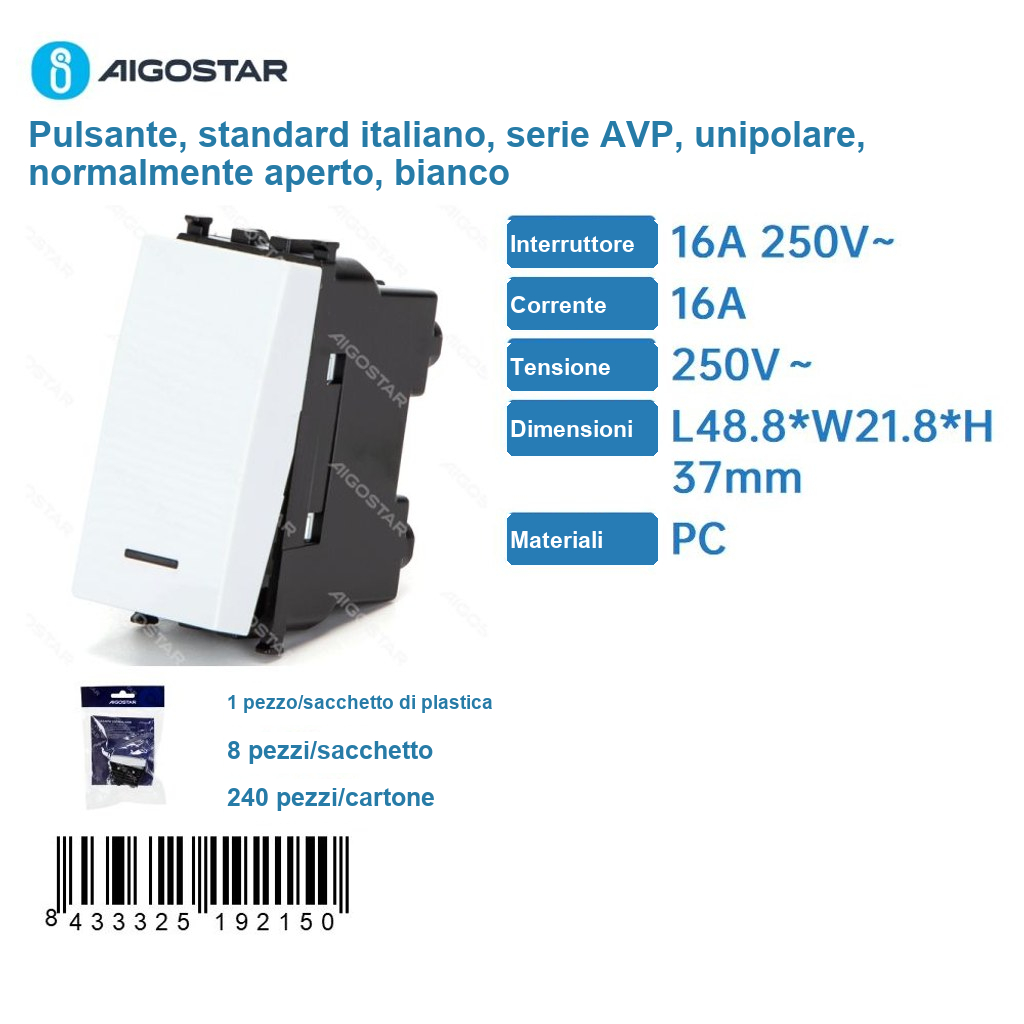 AIGOSTAR
Pulsante, standard italiano, serie AVP, unipolare,
normalmente aperto, bianco
Interruttore 16A 250V~
Corrente 16A
Tensione 250V~
Dimensioni L48.8*W21.8*H
37mm
Materiali PC
AIGOSTAR
1 pezzo/sacchetto di plastica
8 pezzi/sacchetto
240 pezzi/cartone
8 433325 192150